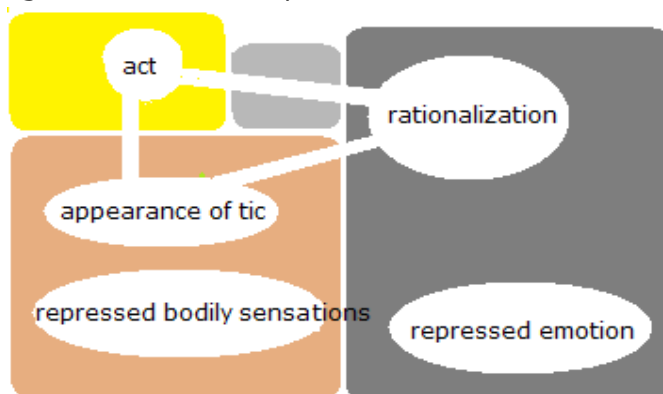 act
rationalization
appearance of tic
repressed bodily sensations
repressed emotion